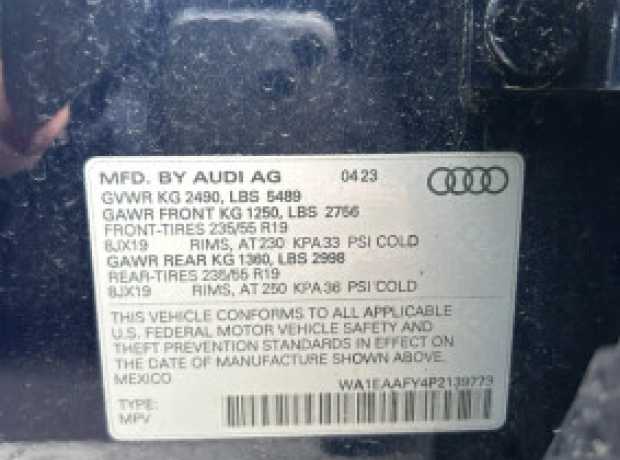 MFD. BY AUDI AG 04 23
GVWR KG 2490, LBS 5489
GAWR FRONT KG 1250, LBS 2756
FRONT-TIRES 235/55 R19
8JX19 RIMS, AT 230 KPA33 PSI COLD
GAWR REAR KG 1360, LBS 2998
REAR-TIRES 235/55 R19
8JX19 RIMS, AT 250 KPA 36 PSI COLD
THIS VEHICLE CONFORMS TO ALL APPLICABLE
U.S. FEDERAL MOTOR VEHICLE SAFETY AND
THEFT PREVENTION STANDARDS IN EFFECT ON
THE DATE OF MANUFACTURE SHOWN ABOVE.
MEXICO
WA1EAAFY4P2139773
TYPE:
MPV